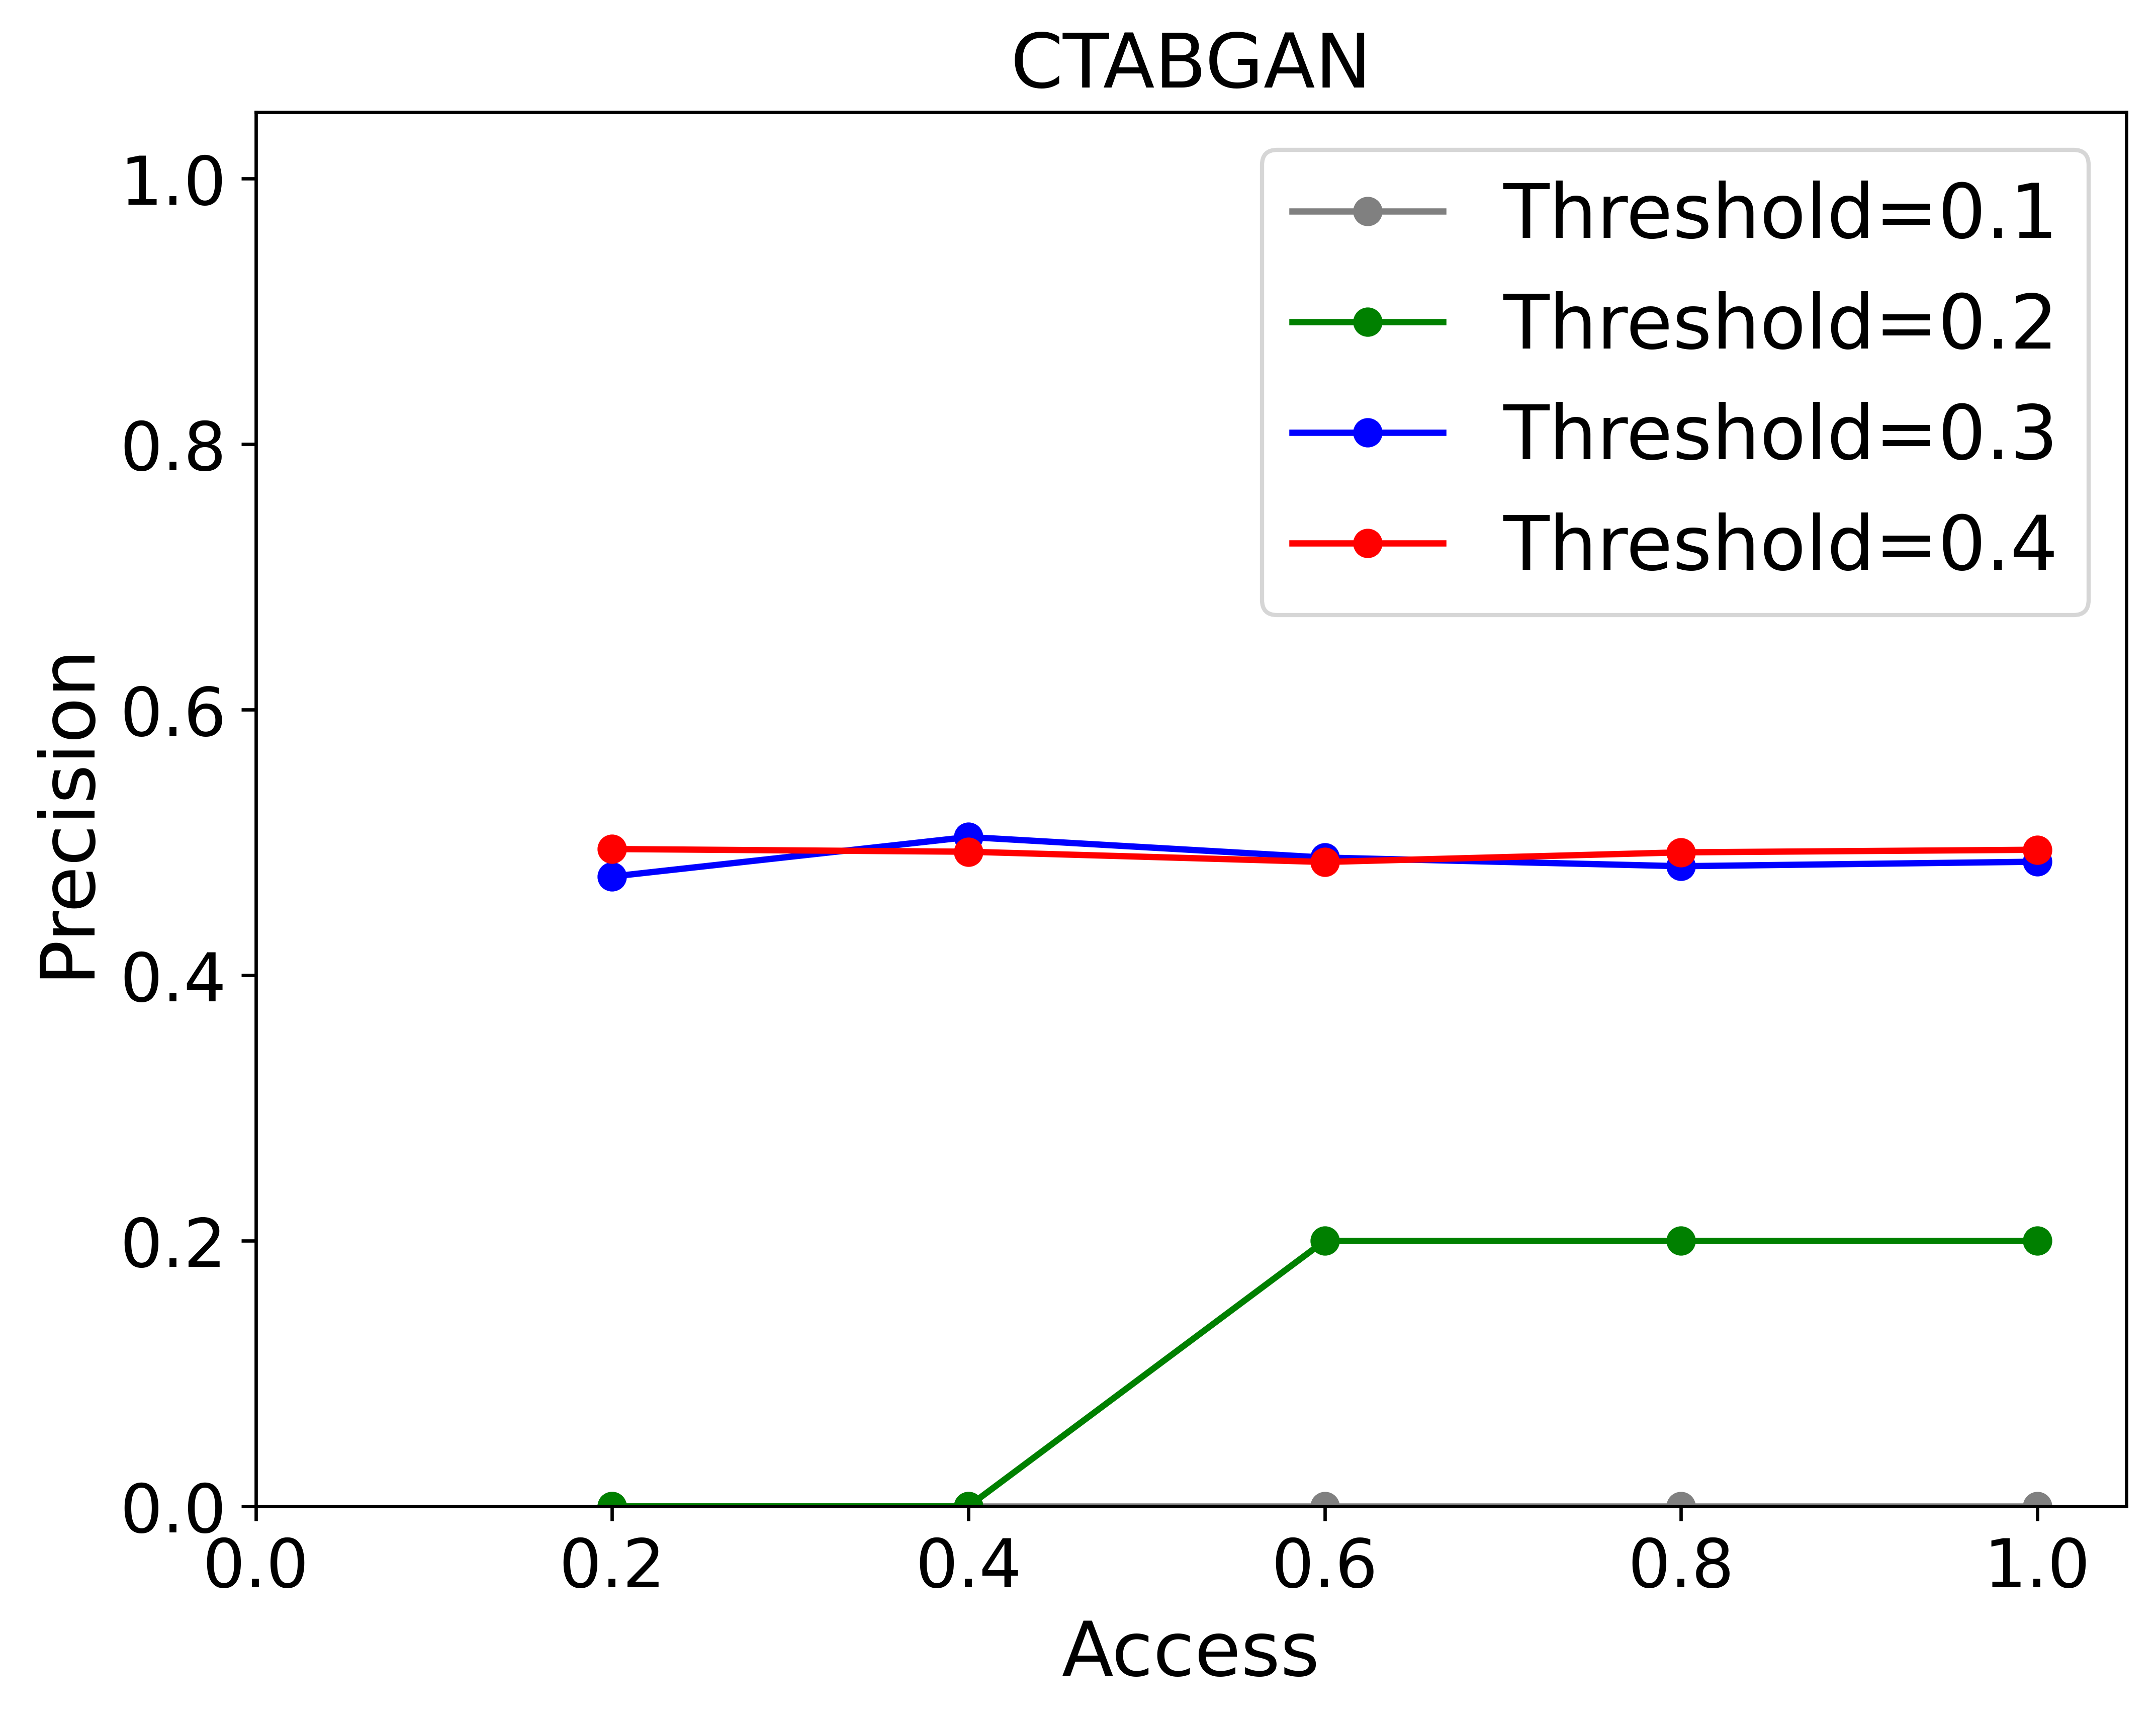 CTABGAN
Precision
1.0
0.8
0.6
0.4
0.2
0.0
Threshold=0.1
Threshold=0.2
Threshold=0.3
Threshold=0.4
0.0 0.2 0.4 0.6 0.8 1.0
Access